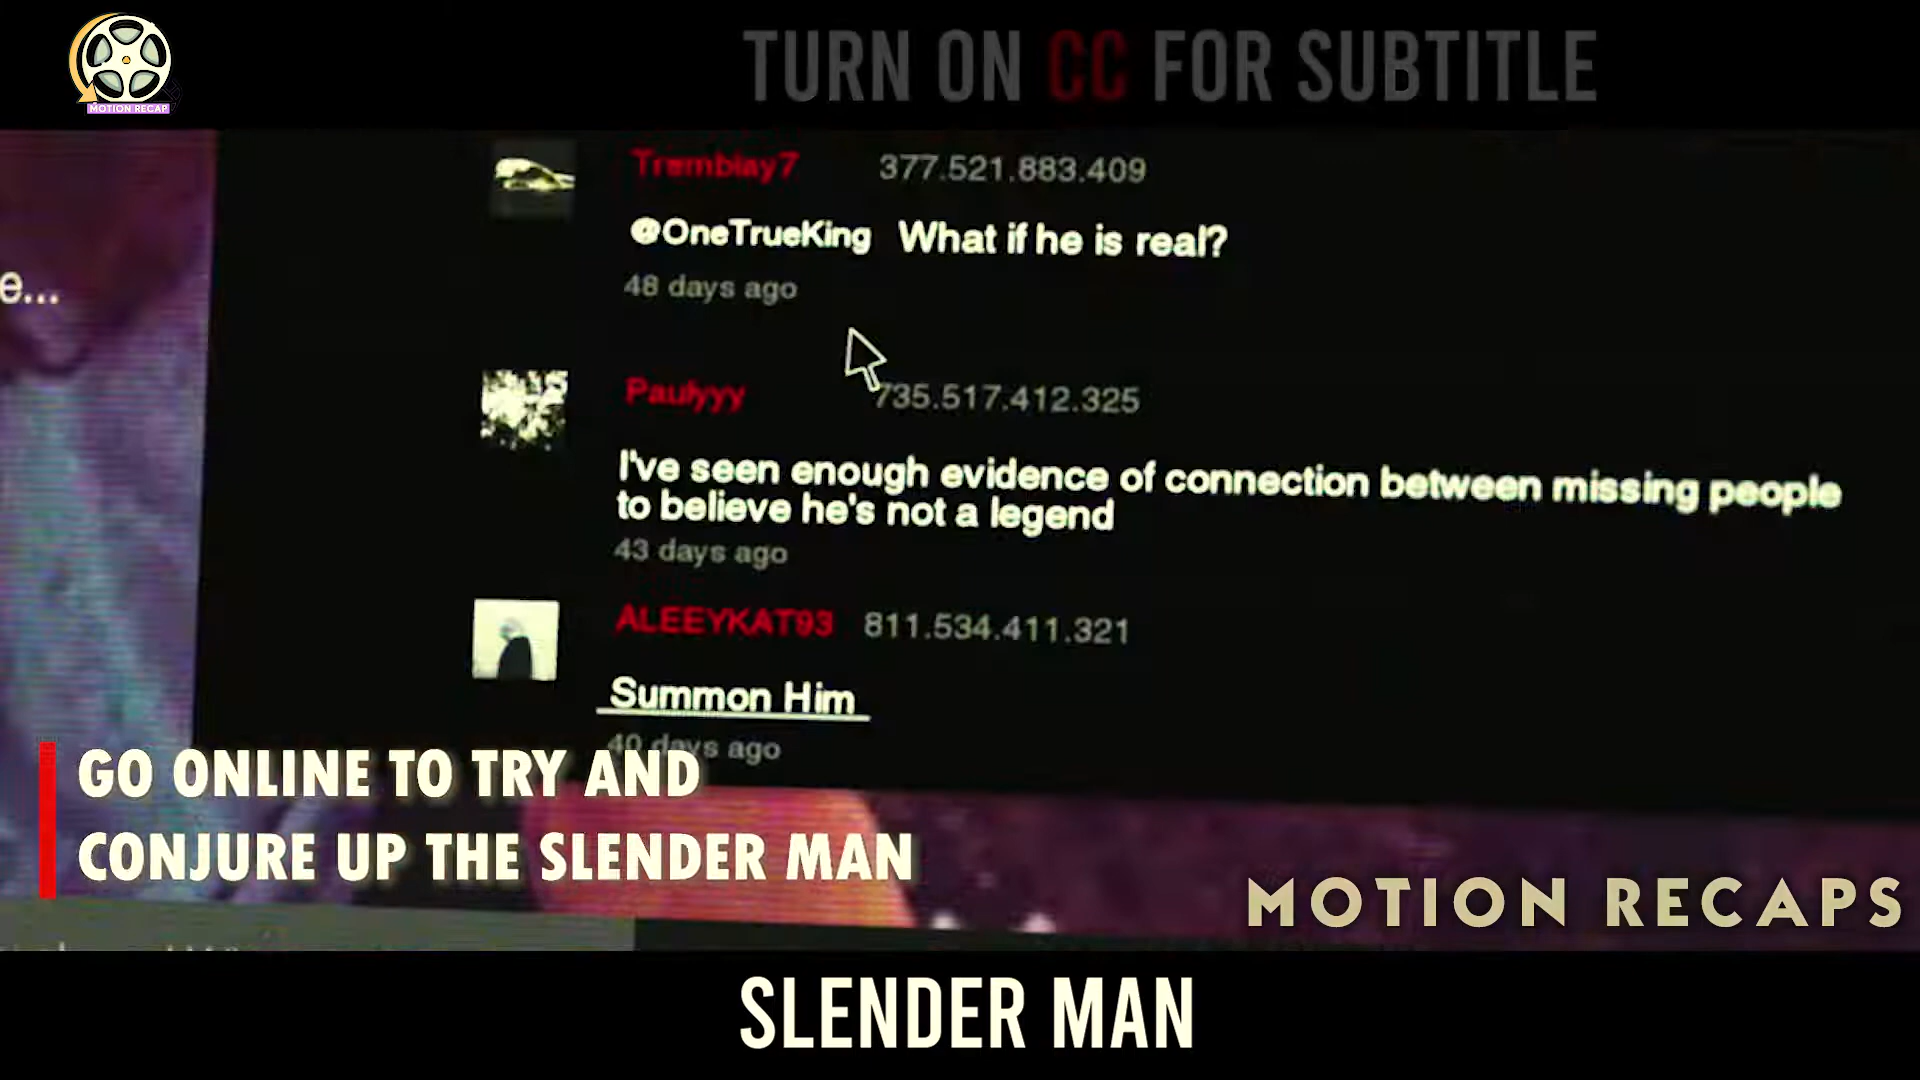 MOTION RECAP
TURN ON CC FOR SUBTITLE
Tremblay7 377.521.883.409
@OneTrueKing What if he is real?
48 days ago
e...
Paulyyy 735.517.412.325
I've seen enough evidence of connection between missing people
to believe he's not a legend
43 days ago
ALEEYKAT93 811.534.411.321
Summon Him
40 days ago
GO ONLINE TO TRY AND
CONJURE UP THE SLENDER MAN
MOTION RECAPS
SLENDER MAN